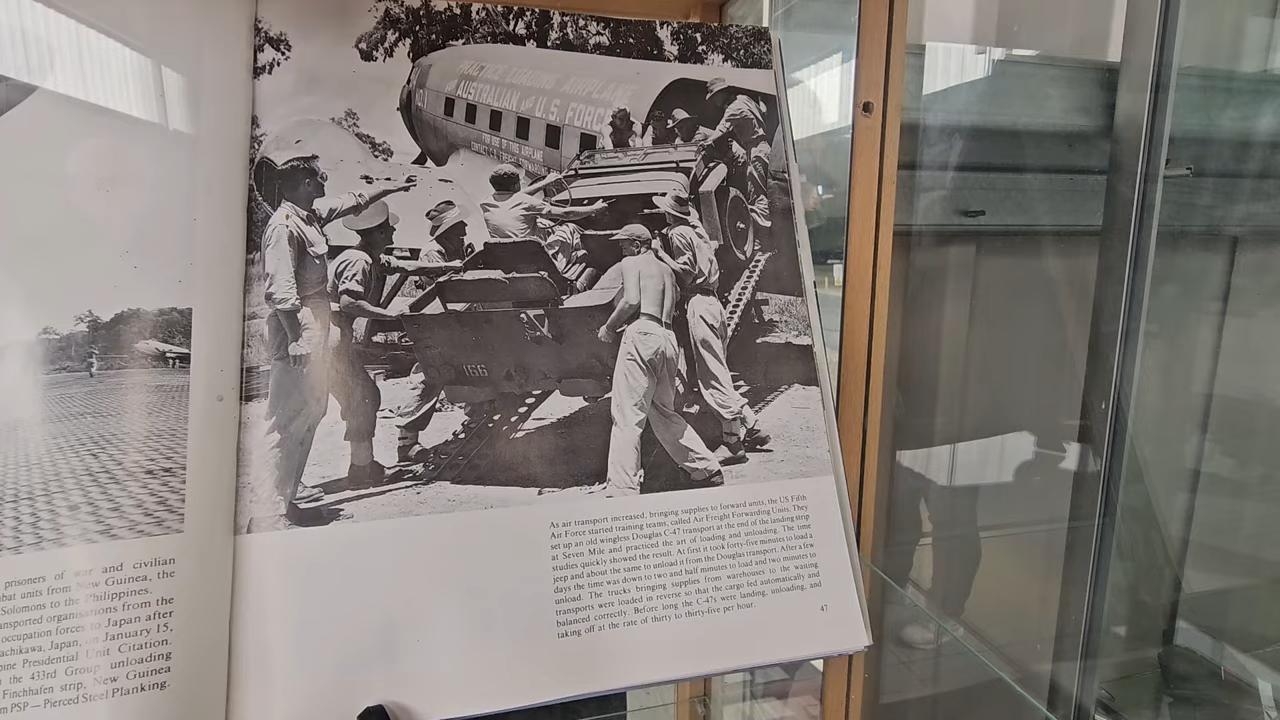 prisoners of war and civilian
bat units from New Guinea, the
Solomons to the Philippines.
ansported organisations from the
occupation forces to Japan after
achikawa, Japan, on January 15,
pine Presidential Unit Citation.
the 433rd Group unloading
Finchhafen strip, New Guinea
m PSP — Pierced Steel Planking.
PRACTICE LOADING AIRPLANE
AUSTRALIAN AND U.S. FORCE
FOR USE OF THIS AIRPLANE
CONTACT U.S. FREIGHT FORWARD
166
As air transport increased, bringing supplies to forward units, the US Fifth
Air Force started training teams, called Air Freight Forwarding Units. They
set up an old wingless Douglas C-47 transport at the end of the landing strip
at Seven Mile and practiced the art of loading and unloading. The time
studies quickly showed the result. At first it took forty-five minutes to load a
jeep and about the same to unload it from the Douglas transport. After a few
days the time was down to two and half minutes to load and two minutes to
unload. The trucks bringing supplies from warehouses to the waiting
transports were loaded in reverse so that the cargo fed automatically and
balanced correctly. Before long the C-47s were landing, unloading, and
taking off at the rate of thirty to thirty-five per hour.
47